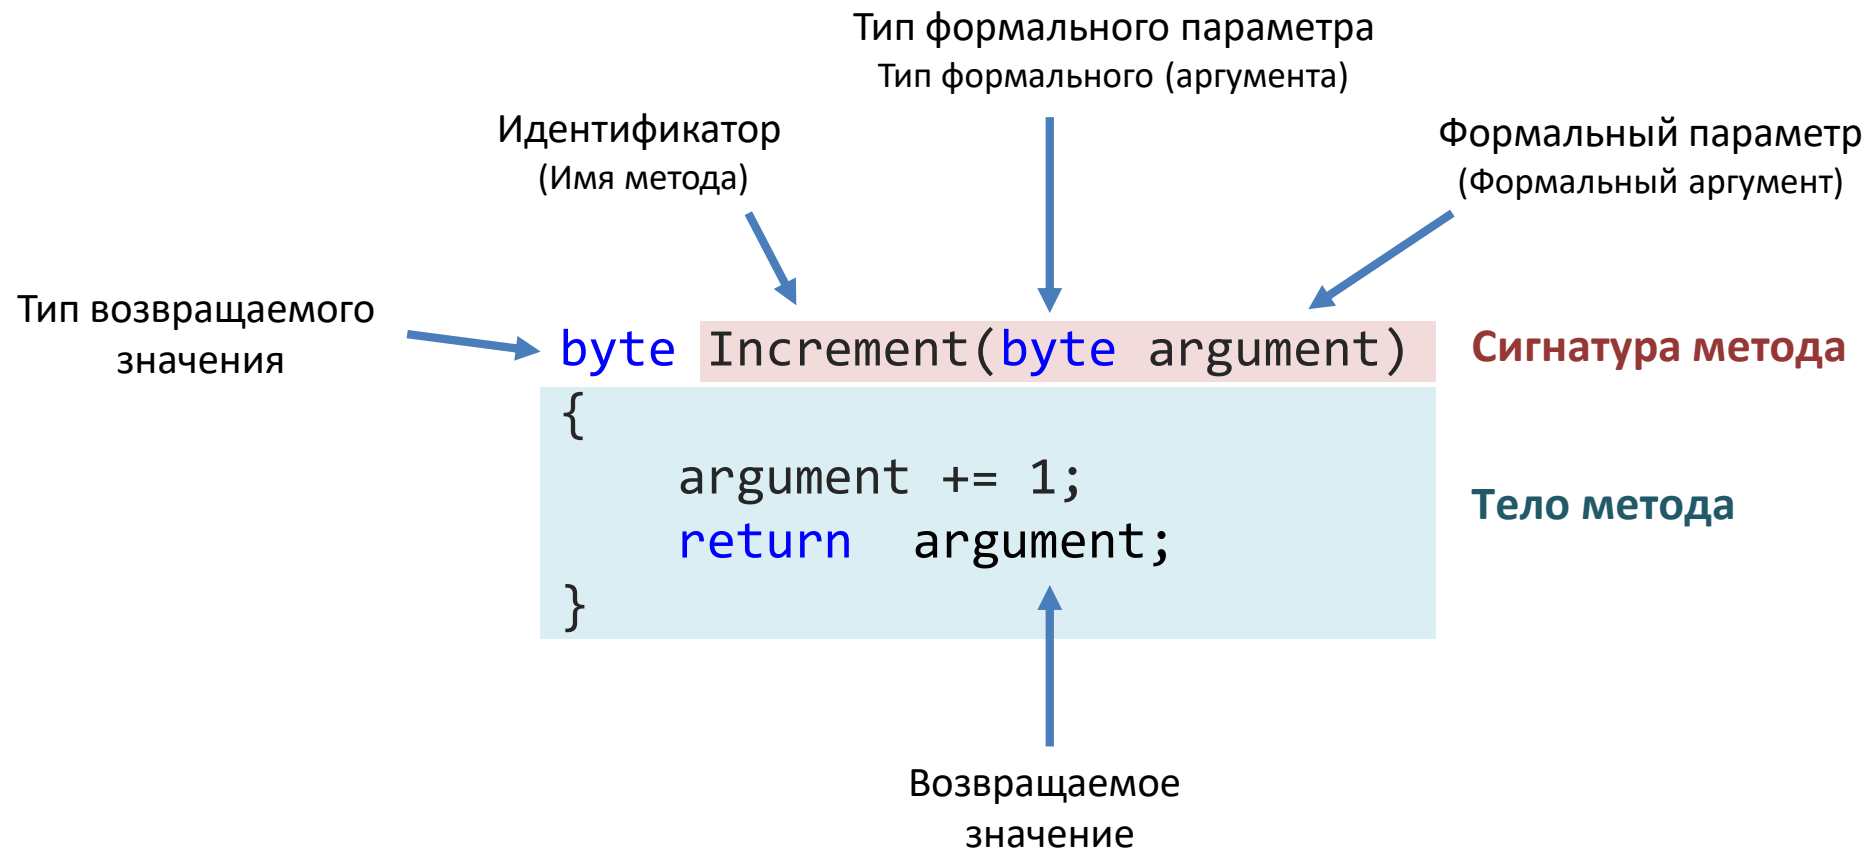 Тип формального параметра
Тип формального (аргумента)
Идентификатор
(Имя метода)
Формальный параметр
(Формальный аргумент)
Тип возвращаемого
значения
byte Increment(byte argument)
Сигнатура метода
{
argument += 1;
return argument;
}
Тело метода
Возвращаемое
значение